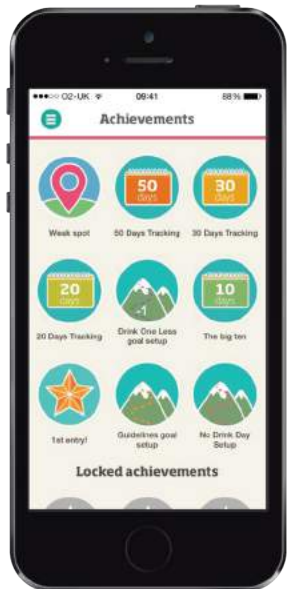 O2-UK 09:41 88%
Achievements
50
days
30
days
Weak spot 50 Days Tracking 30 Days Tracking
20
days
-1
10
days
20 Days Tracking Drink One Less The big ten
goal setup
1st entry! Guidelines goal No Drink Day
setup Setup
Locked achievements